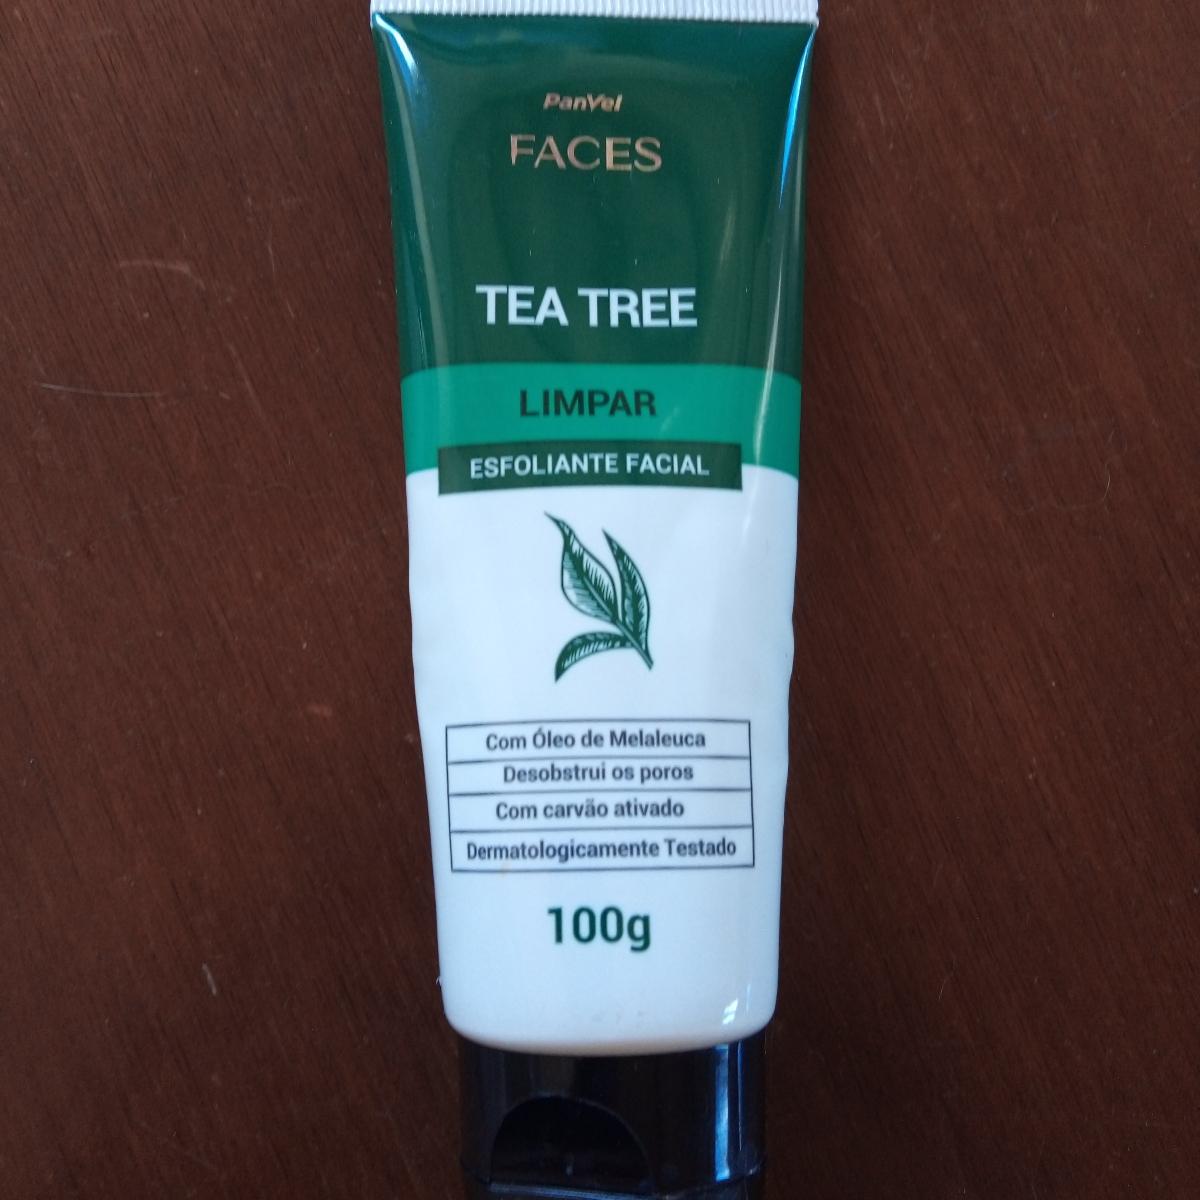 PanVel
FACES
TEA TREE
LIMPAR
ESFOLIANTE FACIAL
Com Óleo de Melaleuca
Desobstrui os poros
Com carvão ativado
Dermatologicamente Testado
100g